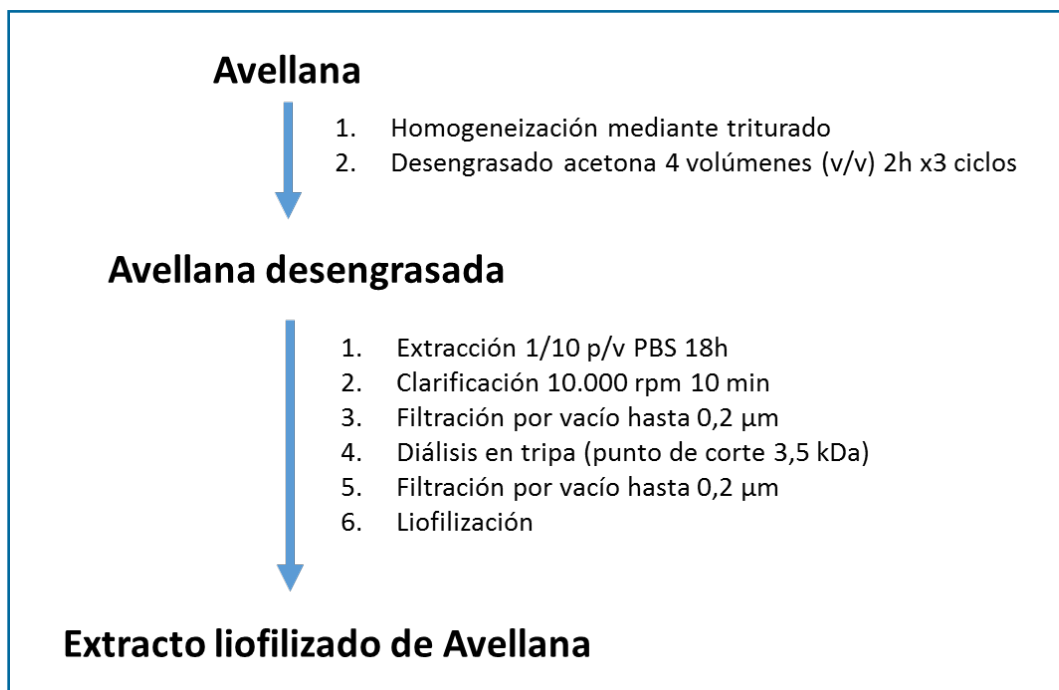 Avellana
1. Homogeneización mediante triturado
2. Desengrasado acetona 4 volúmenes (v/v) 2h x3 ciclos
Avellana desengrasada
1. Extracción 1/10 p/v PBS 18h
2. Clarificación 10.000 rpm 10 min
3. Filtración por vacío hasta 0,2 µm
4. Diálisis en tripa (punto de corte 3,5 kDa)
5. Filtración por vacío hasta 0,2 µm
6. Liofilización
Extracto liofilizado de Avellana